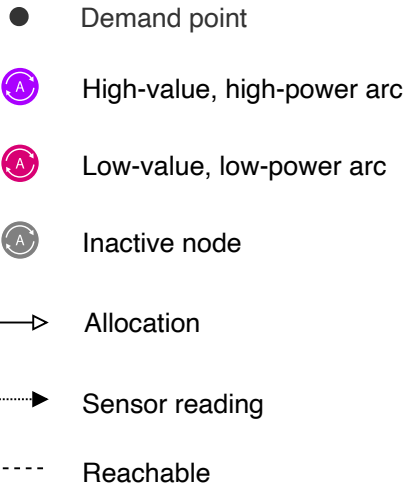 Demand point
A High-value, high-power arc
A Low-value, low-power arc
A Inactive node
Allocation
Sensor reading
Reachable